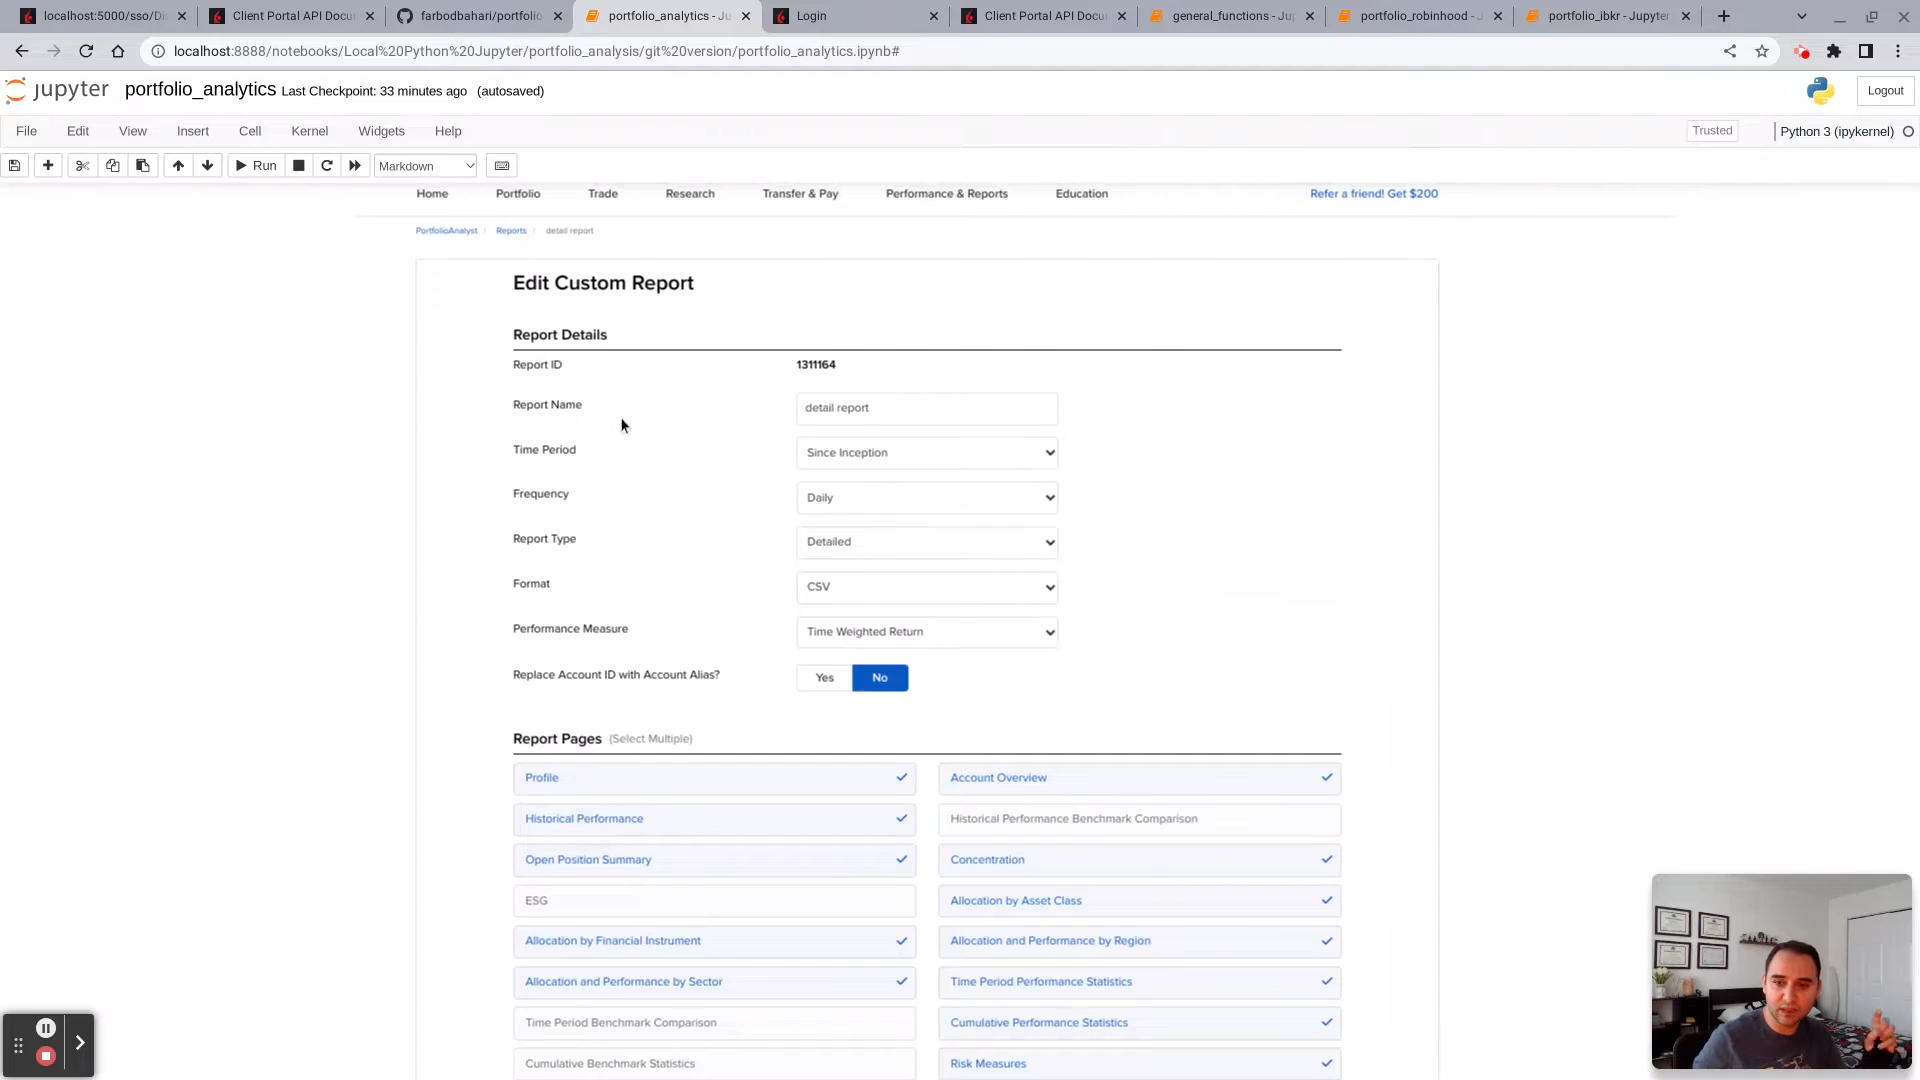 localhost:5000/sso/Di
Client Portal API Docu
farbodbahari/portfolio
portfolio_analytics - Ju
Login
Client Portal API Docu
general_functions - Jup
portfolio_robinhood - J
portfolio_ibkr - Jupyter
localhost:8888/notebooks/Local%20Python%20Jupyter/portfolio_analysis/git%20version/portfolio_analytics.ipynb#
jupyter portfolio_analytics Last Checkpoint: 33 minutes ago (autosaved)
Logout
File Edit View Insert Cell Kernel Widgets Help
Trusted
Python 3 (ipykernel)
Run
Markdown
Home Portfolio Trade Research Transfer & Pay Performance & Reports Education Refer a friend! Get $200
PortfolioAnalyst / Reports / detail report
Edit Custom Report
Report Details
Report ID 1311164
Report Name detail report
Time Period Since Inception
Frequency Daily
Report Type Detailed
Format CSV
Performance Measure Time Weighted Return
Replace Account ID with Account Alias? Yes No
Report Pages (Select Multiple)
Profile Account Overview
Historical Performance Historical Performance Benchmark Comparison
Open Position Summary Concentration
ESG Allocation by Asset Class
Allocation by Financial Instrument Allocation and Performance by Region
Allocation and Performance by Sector Time Period Performance Statistics
Time Period Benchmark Comparison Cumulative Performance Statistics
Cumulative Benchmark Statistics Risk Measures